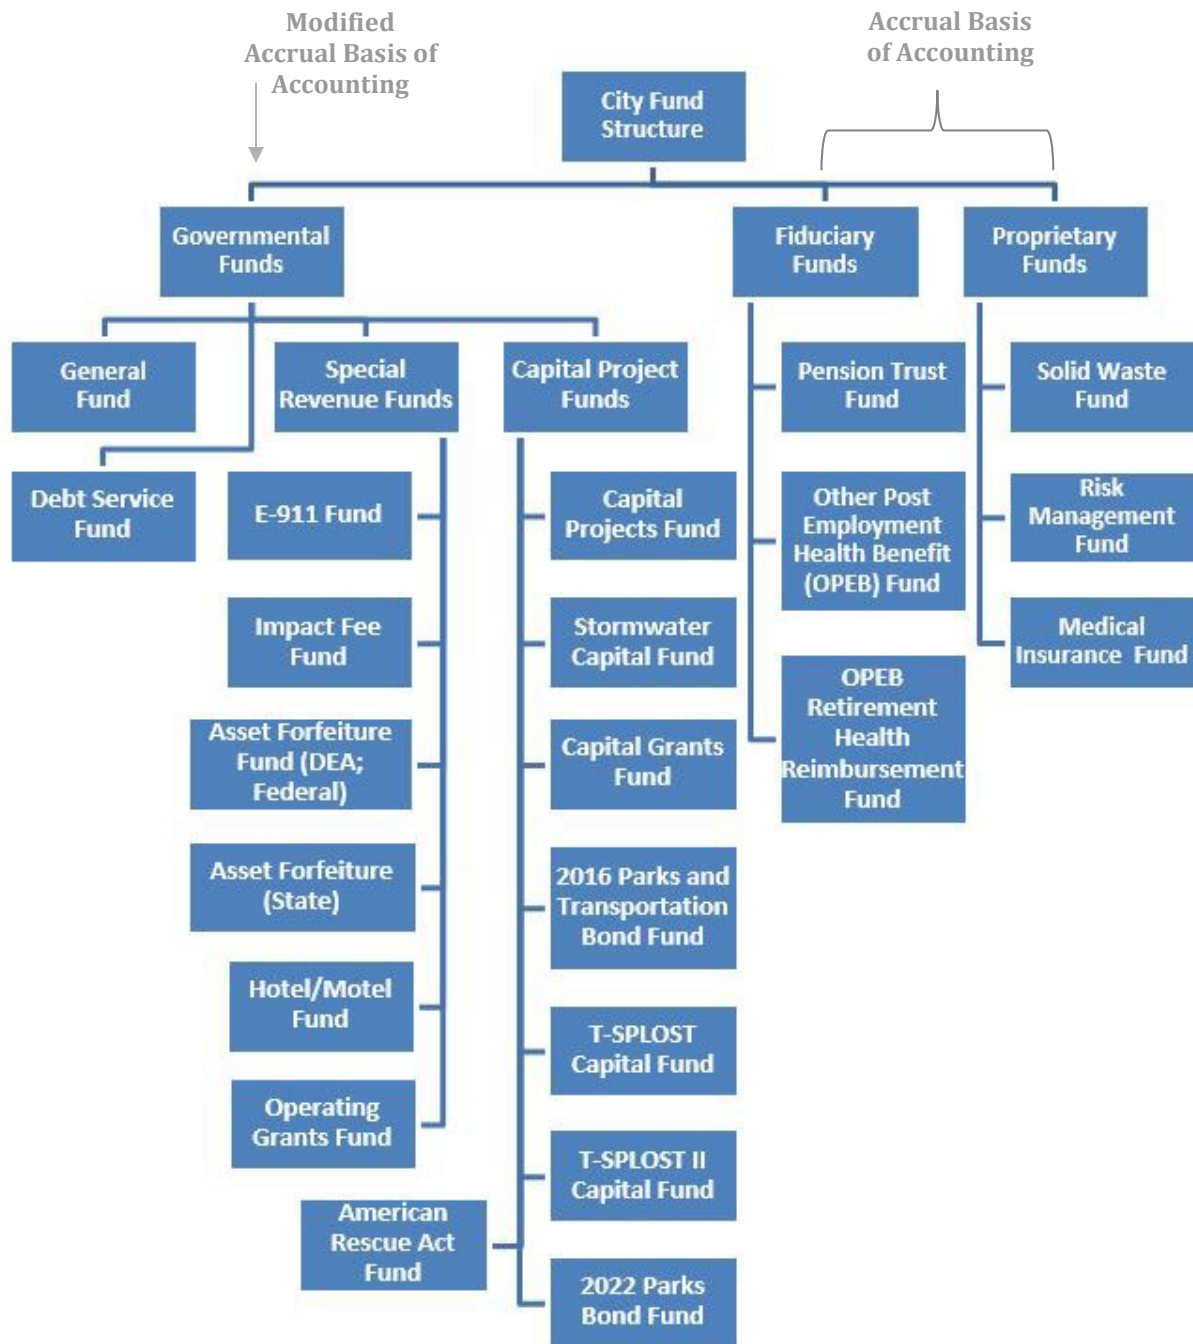 Modified
Accrual Basis of
Accounting
Accrual Basis
of Accounting
City Fund
Structure
Governmental
Funds
Fiduciary
Funds
Proprietary
Funds
General
Fund
Special
Revenue Funds
Capital Project
Funds
Pension Trust
Fund
Solid Waste
Fund
Debt Service
Fund
E-911 Fund
Capital
Projects Fund
Other Post
Employment
Health Benefit
(OPEB) Fund
Risk
Management
Fund
Impact Fee
Fund
Stormwater
Capital Fund
OPEB
Retirement
Health
Reimbursement
Fund
Medical
Insurance Fund
Asset Forfeiture
Fund (DEA;
Federal)
Capital Grants
Fund
Asset Forfeiture
(State)
2016 Parks and
Transportation
Bond Fund
Hotel/Motel
Fund
T-SPLOST
Capital Fund
Operating
Grants Fund
T-SPLOST II
Capital Fund
American
Rescue Act
Fund
2022 Parks
Bond Fund